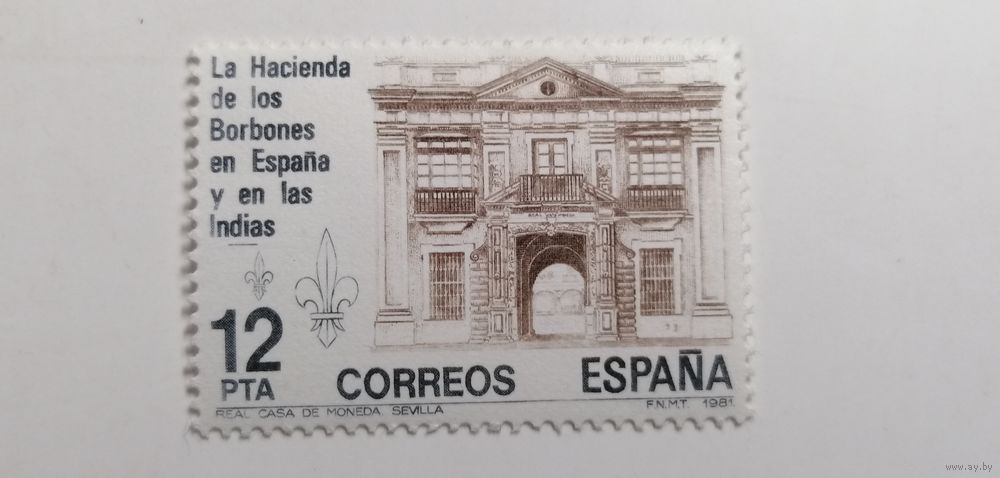 La Hacienda
de los
Borbones
en España
y en las
Indias
12
PTA
CORREOS
ESPAÑA
REAL CASA DE MONEDA. SEVILLA
F.N.M.T. 1981
www.ay.by